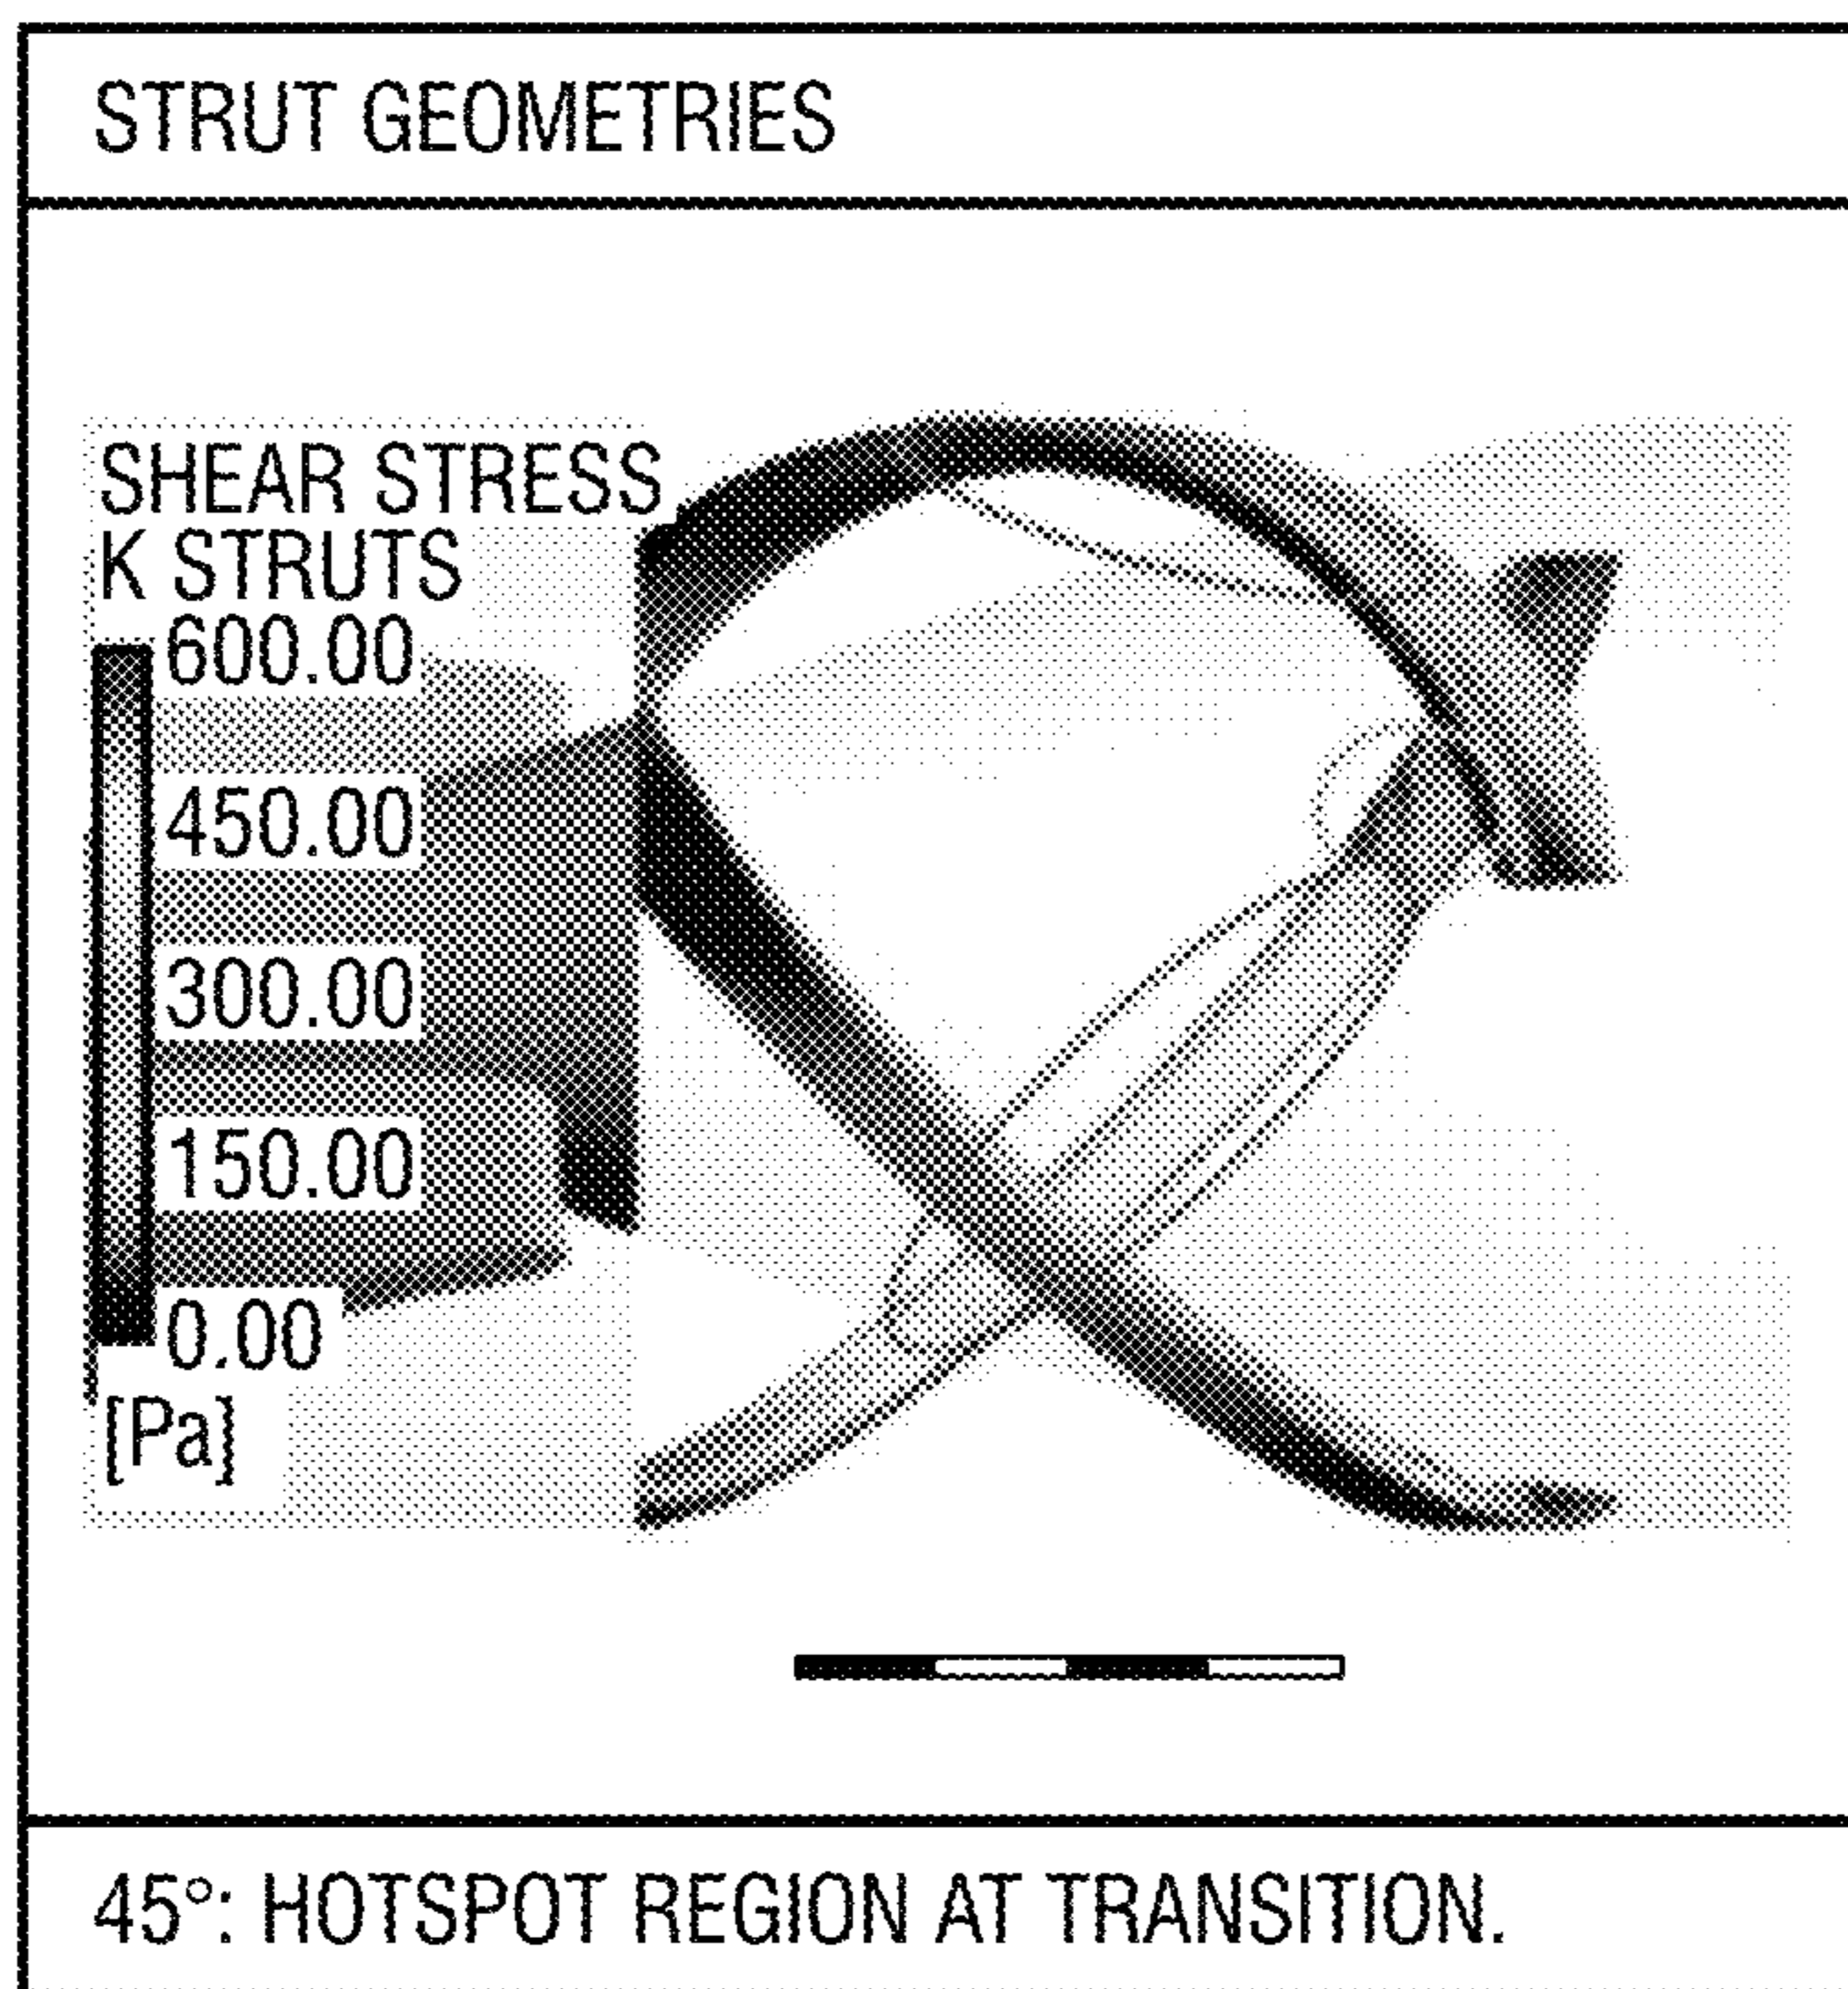 STRUT GEOMETRIES
SHEAR STRESS
K STRUTS
600.00
450.00
300.00
150.00
0.00
[Pa]
45°: HOTSPOT REGION AT TRANSITION.